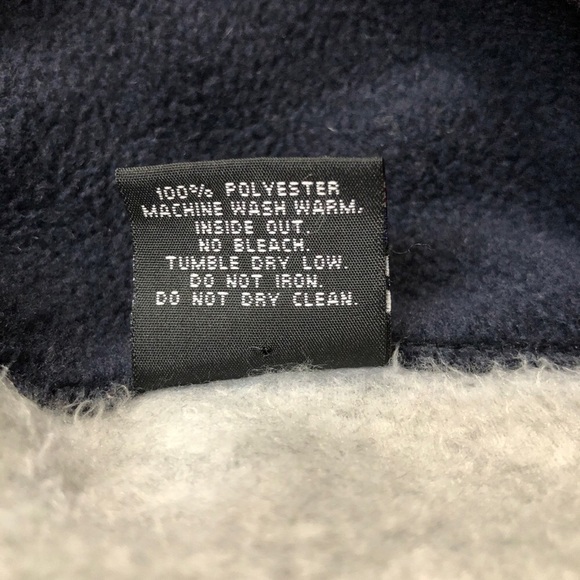 100% POLYESTER
MACHINE WASH WARM,
INSIDE OUT.
NO BLEACH.
TUMBLE DRY LOW.
DO NOT IRON.
DO NOT DRY CLEAN.